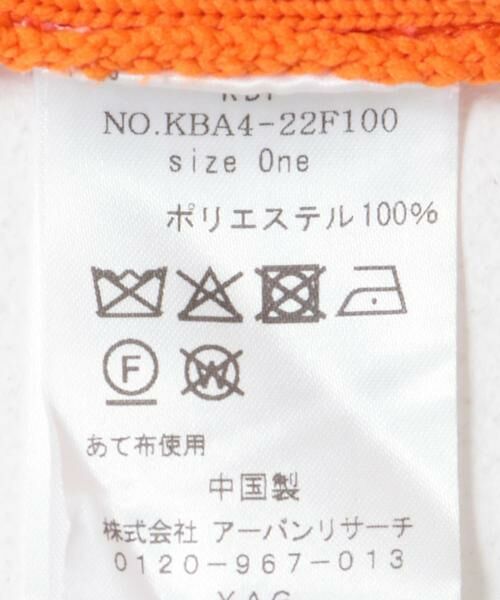 NO.KBA4-22F100
size One
ポリエステル100%
F W
あて布使用
中国製
株式会社 アーバンリサーチ
0120-967-013